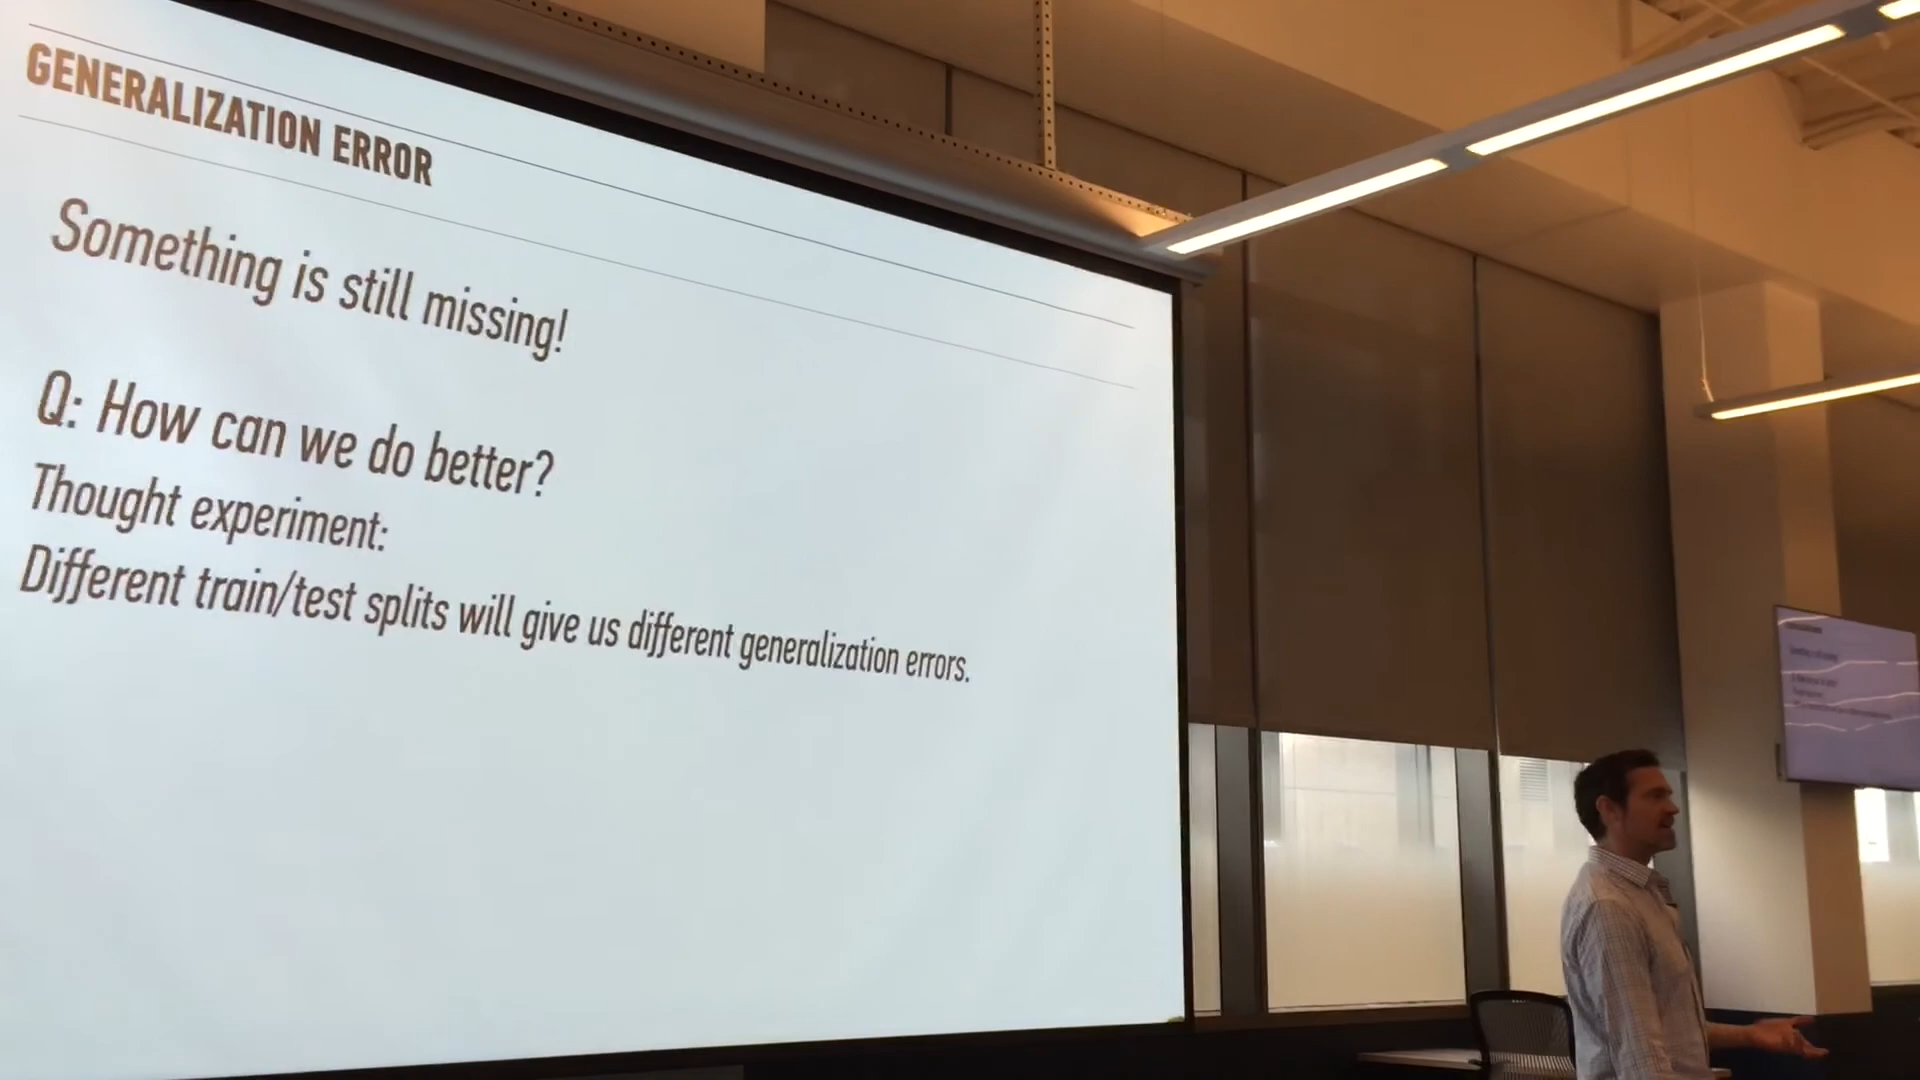 GENERALIZATION ERROR
Something is still missing!
Q: How can we do better?
Thought experiment:
Different train/test splits will give us different generalization errors.